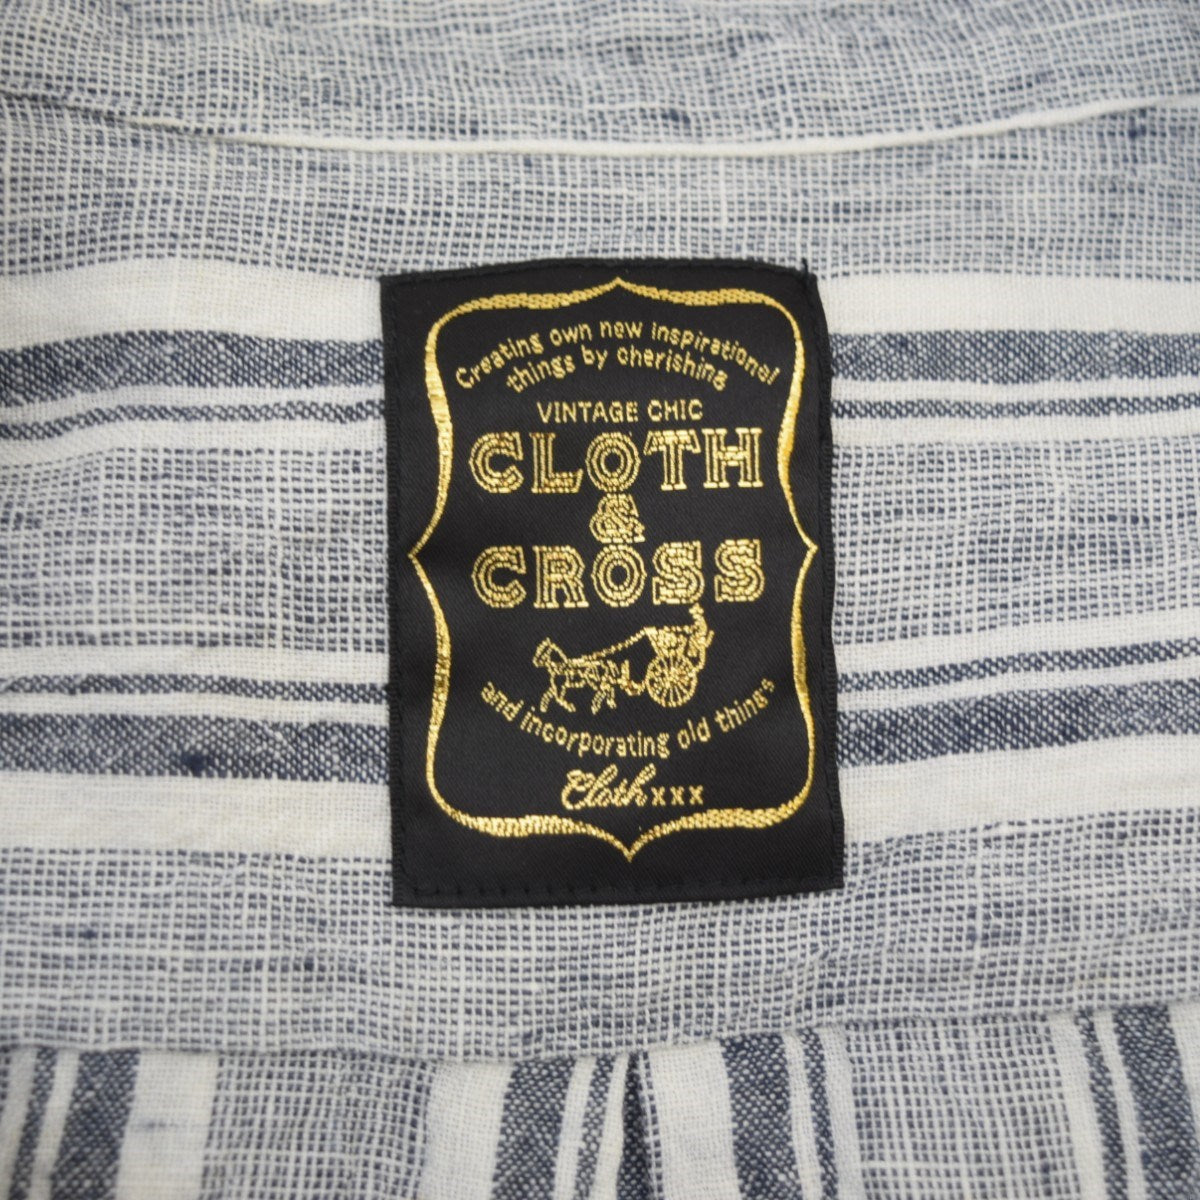 Creating own new inspirational
things by cherishing
VINTAGE CHIC
CLOTH
&
CROSS
and incorporating old things
Cloth xxx